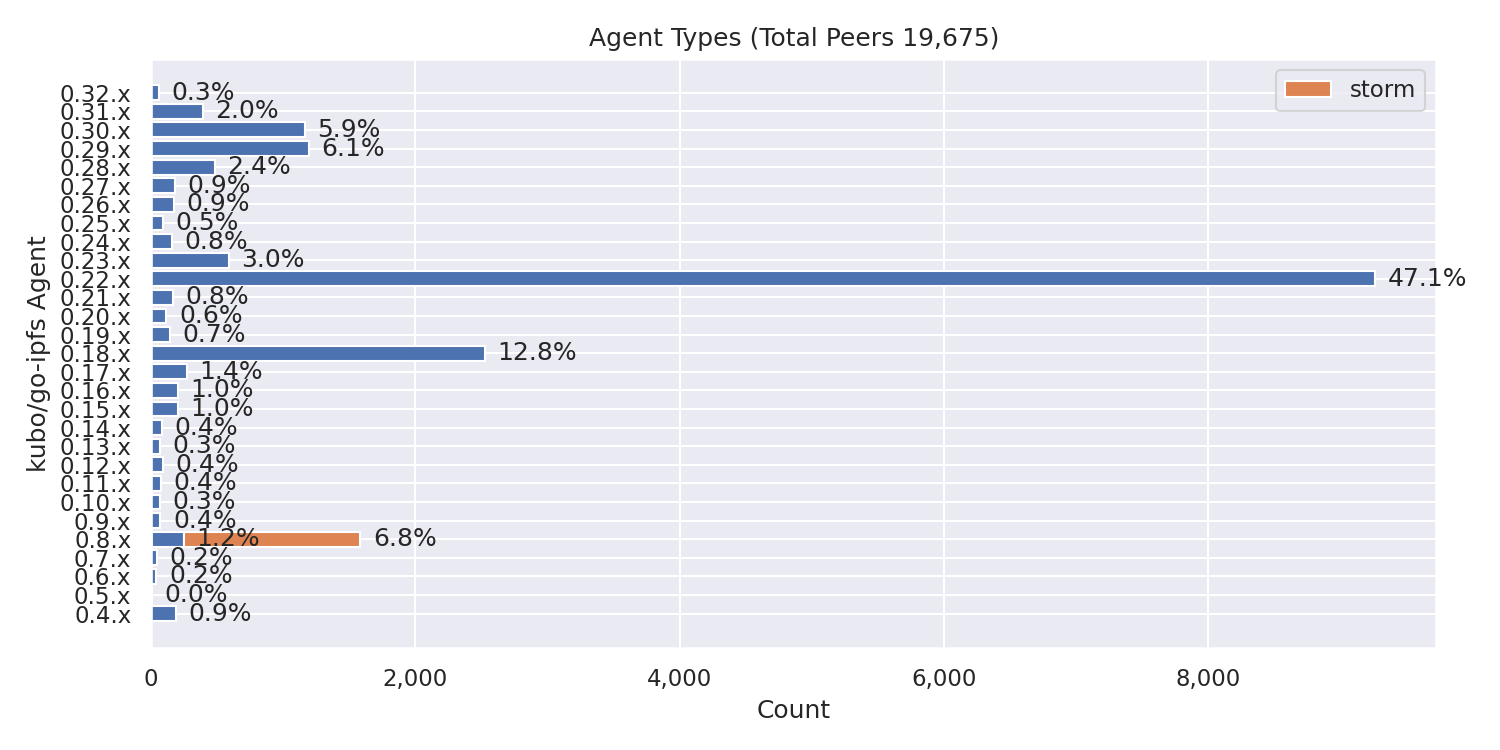 Agent Types (Total Peers 19,675)
storm
0.32.x 0.3%
0.31.x 2.0%
0.30.x 5.9%
0.29.x 6.1%
0.28.x 2.4%
0.27.x 0.9%
0.26.x 0.9%
0.25.x 0.5%
0.24.x 0.8%
0.23.x 3.0%
0.22.x 47.1%
0.21.x 0.8%
0.20.x 0.6%
0.19.x 0.7%
0.18.x 12.8%
0.17.x 1.4%
0.16.x 1.0%
0.15.x 1.0%
0.14.x 0.4%
0.13.x 0.3%
0.12.x 0.4%
0.11.x 0.4%
0.10.x 0.3%
0.9.x 0.4%
0.8.x 1.2% 6.8%
0.7.x 0.2%
0.6.x 0.2%
0.5.x 0.0%
0.4.x 0.9%
kubo/go-ipfs Agent
0 2,000 4,000 6,000 8,000
Count